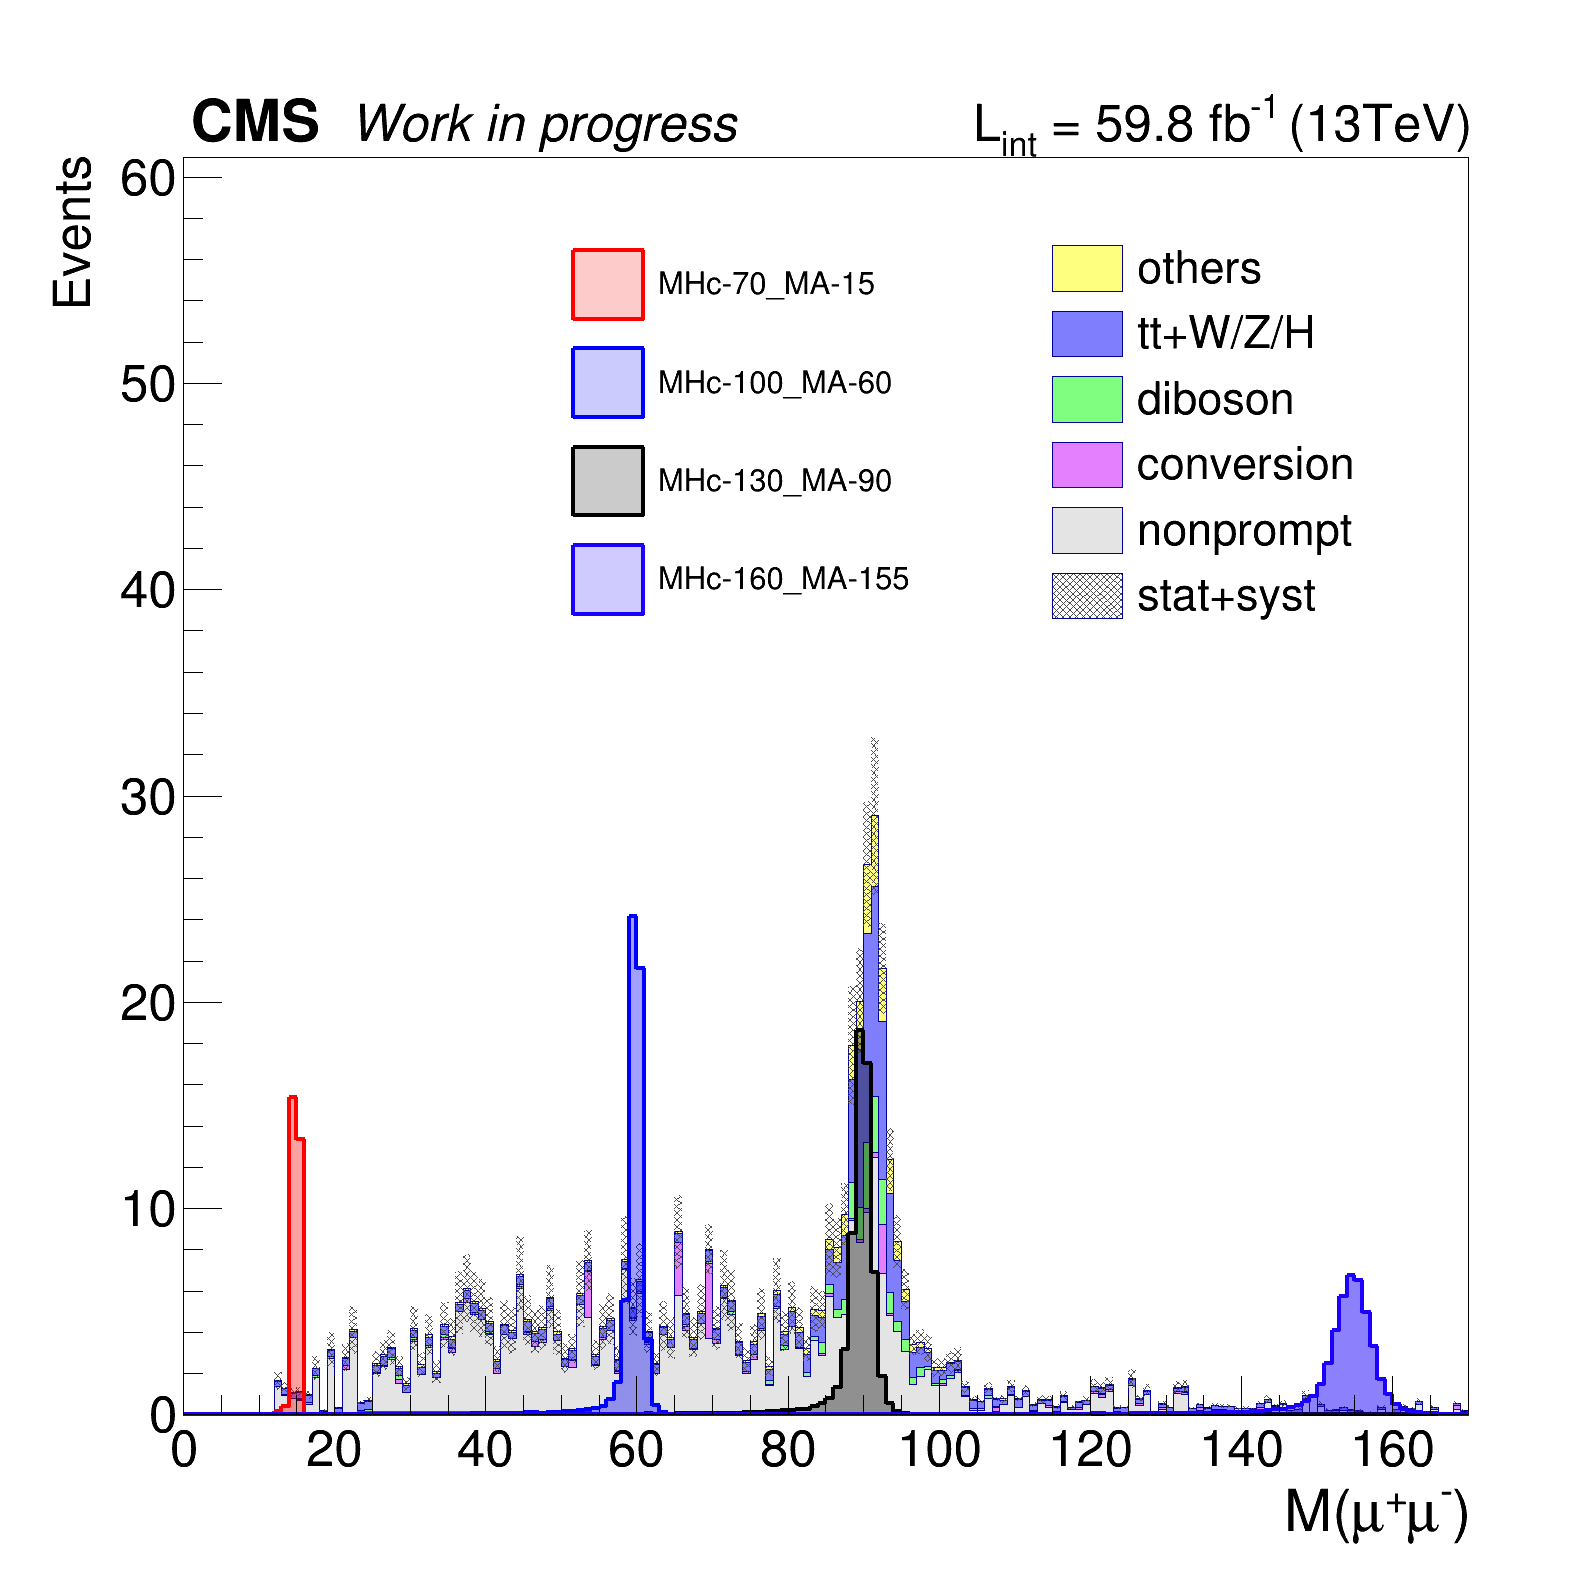 CMS Work in progress
L_int = 59.8 fb^-1 (13TeV)
Events
60
50
40
30
20
10
0
MHc-70_MA-15
MHc-100_MA-60
MHc-130_MA-90
MHc-160_MA-155
others
tt+W/Z/H
diboson
conversion
nonprompt
stat+syst
0 20 40 60 80 100 120 140 160
M(μ⁺μ⁻)